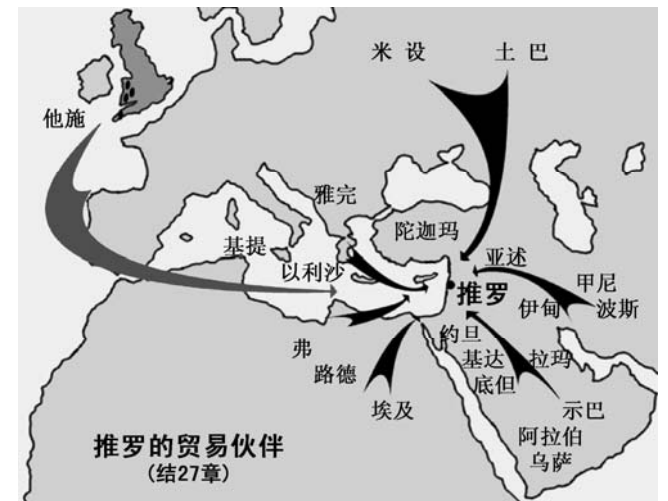 米设
土巴
他施
雅完
陀迦玛
基提
以利沙
亚述
推罗
甲尼
伊甸
波斯
弗
路德
约旦
基达
拉玛
底但
埃及
示巴
阿拉伯
乌萨
推罗的贸易伙伴
(结27章)